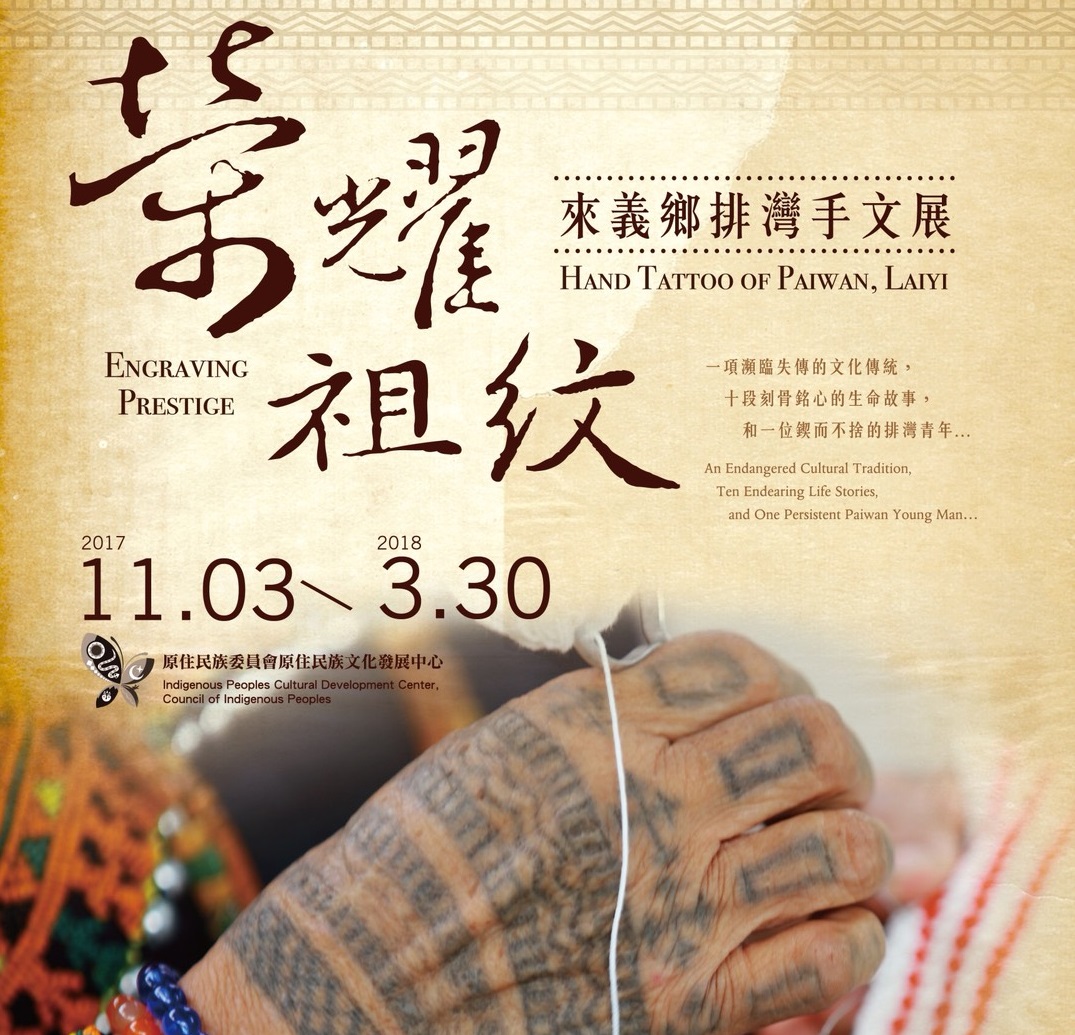 榮耀
祖紋
ENGRAVING
PRESTIGE
來義鄉排灣手文展
HAND TATTOO OF PAIWAN, LAIYI
一項瀕臨失傳的文化傳統，
十段刻骨銘心的生命故事，
和一位鍥而不捨的排灣青年…
An Endangered Cultural Tradition,
Ten Endearing Life Stories,
and One Persistent Paiwan Young Man…
2017 2018
11.03\ 3.30
原住民族委員會原住民族文化發展中心
Indigenous Peoples Cultural Development Center,
Council of Indigenous Peoples